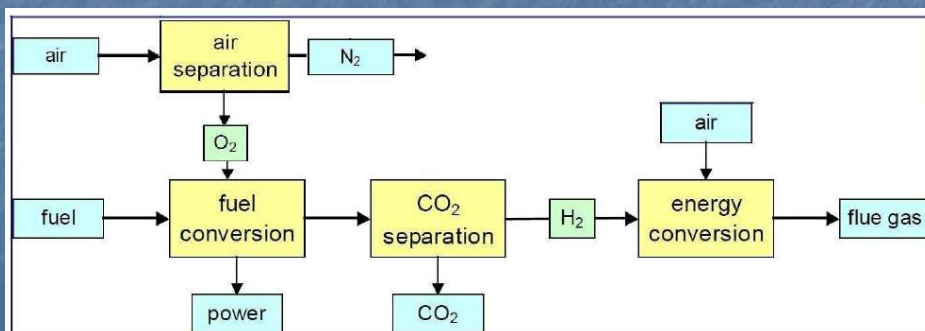 air
air
separation
N₂
O₂
air
fuel
fuel
conversion
CO₂
separation
H₂
energy
conversion
flue gas
power
CO₂